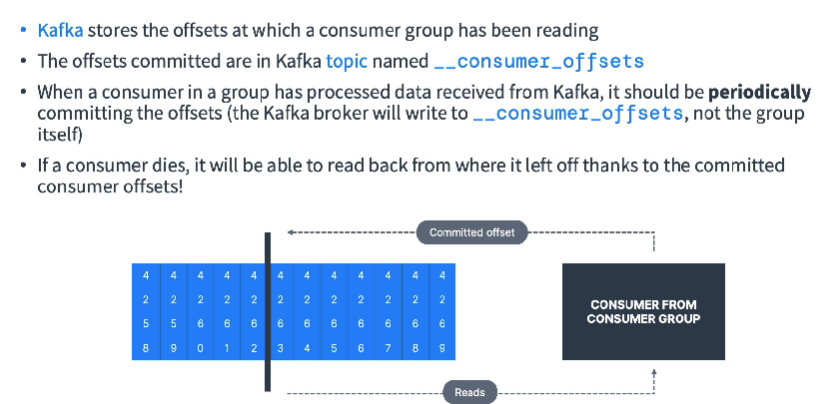 • Kafka stores the offsets at which a consumer group has been reading
• The offsets committed are in Kafka topic named __consumer_offsets
• When a consumer in a group has processed data received from Kafka, it should be periodically
committing the offsets (the Kafka broker will write to __consumer_offsets, not the group
itself)
• If a consumer dies, it will be able to read back from where it left off thanks to the committed
consumer offsets!
Committed offset
4 4 4 4 4 4 4 4 4 4 4 4
2 2 2 2 2 2 2 2 2 2 2 2
5 5 6 6 6 6 6 6 6 6 6 6
8 9 0 1 2 3 4 5 6 7 8 9
CONSUMER FROM
CONSUMER GROUP
Reads